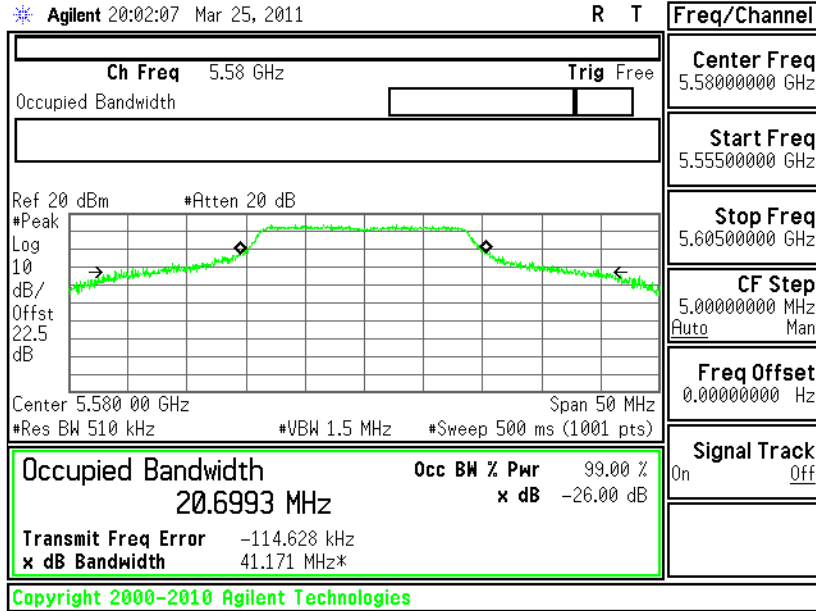 Agilent 20:02:07 Mar 25, 2011 R T
Ch Freq 5.58 GHz Trig Free
Occupied Bandwidth
Ref 20 dBm #Atten 20 dB
#Peak
Log
10
dB/
Offst
22.5
dB
Center 5.580 00 GHz Span 50 MHz
#Res BW 510 kHz #VBW 1.5 MHz #Sweep 500 ms (1001 pts)
Occupied Bandwidth Occ BW % Pwr 99.00 %
20.6993 MHz x dB -26.00 dB
Transmit Freq Error -114.628 kHz
x dB Bandwidth 41.171 MHz*
Copyright 2000-2010 Agilent Technologies
Freq/Channel
Center Freq
5.58000000 GHz
Start Freq
5.55500000 GHz
Stop Freq
5.60500000 GHz
CF Step
5.00000000 MHz
Auto Man
Freq Offset
0.00000000 Hz
Signal Track
On Off